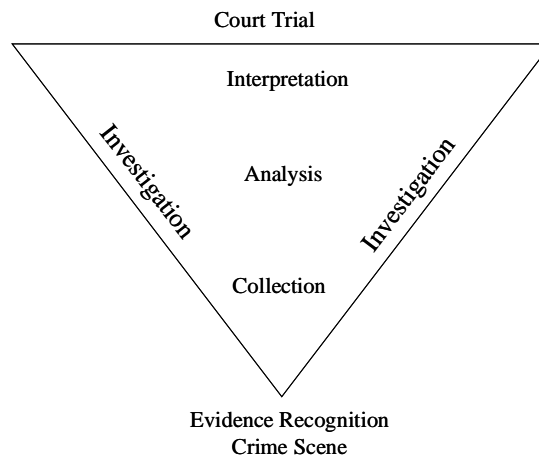 Court Trial
Interpretation
Investigation
Investigation
Analysis
Collection
Evidence Recognition
Crime Scene